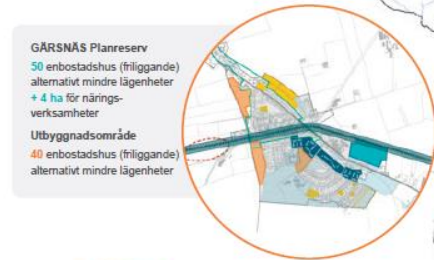 GÄRSNÄS Planreserv
50 enbostadshus (friliggande)
alternativt mindre lägenheter
+ 4 ha för närings-
verksamheter
Utbyggnadsområde
40 enbostadshus (friliggande)
alternativt mindre lägenheter